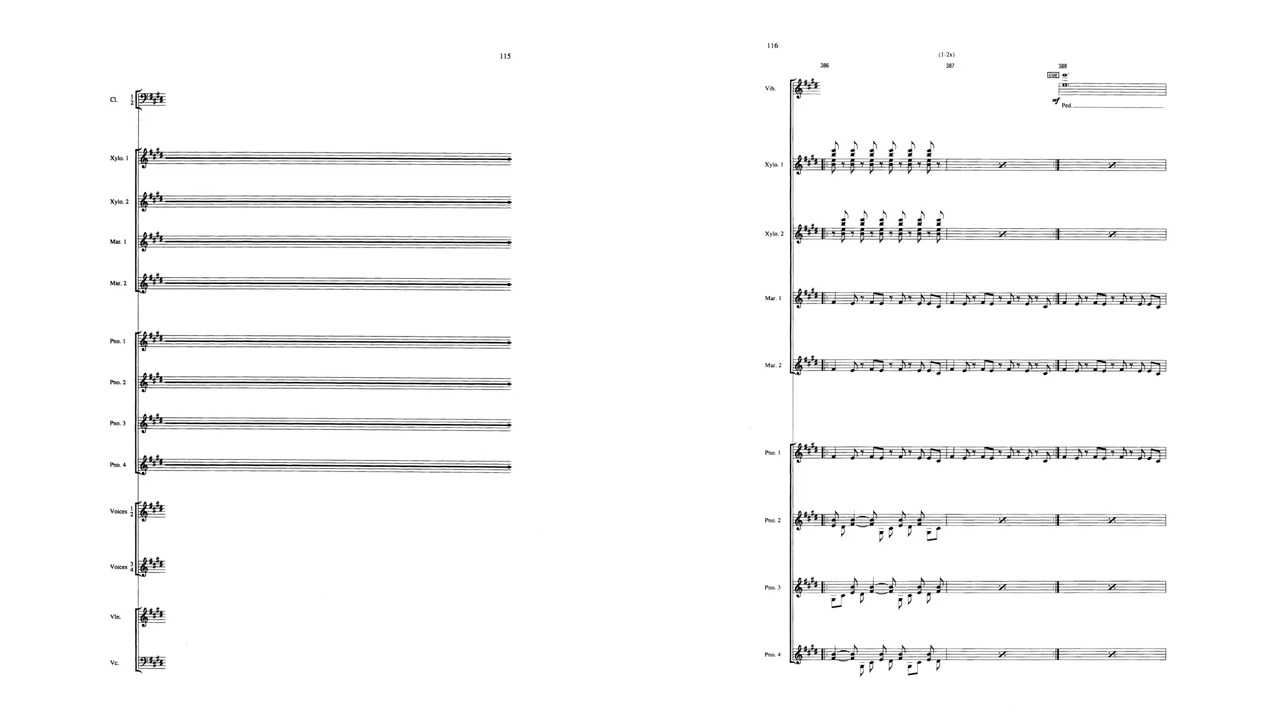 115
Cl. 1 2
Xylo. 1
Xylo. 2
Mar. 1
Mar. 2
Pno. 1
Pno. 2
Pno. 3
Pno. 4
Voices 1 2
Voices 3 4
Vln.
Vc.
116
(1-2x)
386 387 388
cue
Vib.
mf Ped.
Xylo. 1
Xylo. 2
Mar. 1
Mar. 2
Pno. 1
Pno. 2
Pno. 3
Pno. 4